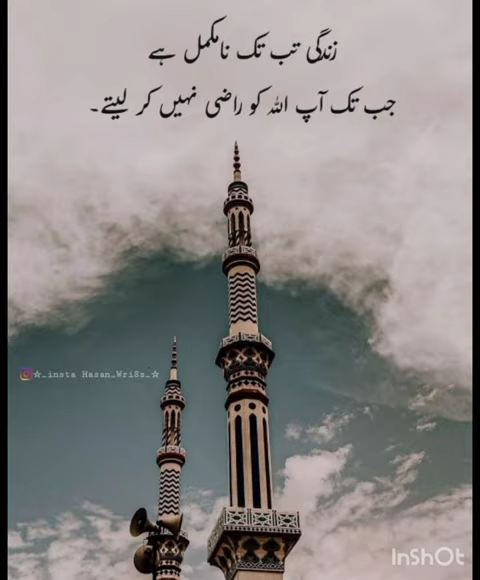 زندگی تب تک نامکمل ہے
جب تک آپ اللہ کو راضی نہیں کر لیتے۔
☆_insta Hasan_Wri8s_☆
InShOt